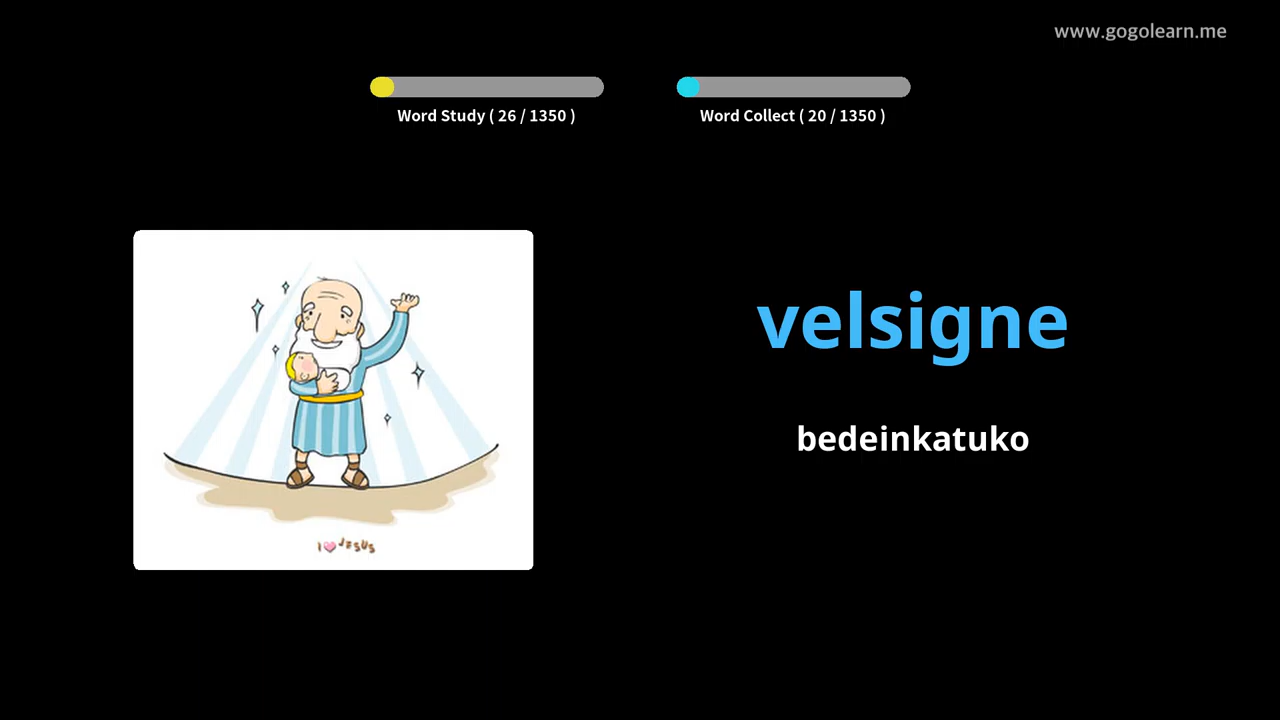 www.gogolearn.me
Word Study ( 26 / 1350 )
Word Collect ( 20 / 1350 )
velsigne
bedeinkatuko
I ♥ JESUS